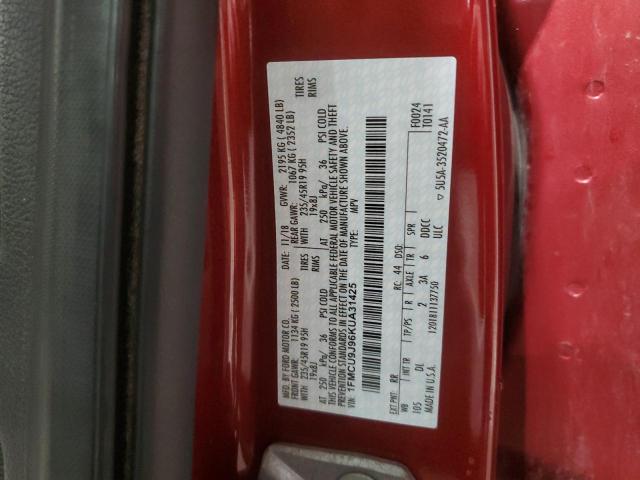 MFD. BY FORD MOTOR CO.
DATE: 11/18 GVWR: 2195 KG ( 4840 LB)
FRONT GAWR: 1134 KG (2500 LB) REAR GAWR: 1067 KG ( 2352 LB)
235/45R19 95H TIRES WITH 235/45R19 95H TIRES
19x8J RIMS 19x8J RIMS
AT 250 kPa/ 36 PSI COLD AT 250 kPa/ 36 PSI COLD
THIS VEHICLE CONFORMS TO ALL APPLICABLE FEDERAL MOTOR VEHICLE SAFETY AND THEFT
PREVENTION STANDARDS IN EFFECT ON THE DATE OF MANUFACTURE SHOWN ABOVE.
VIN: 1FMCU9J96KUA31425 TYPE: MPV
EXT PNT: RR RC: 44 DSO: F0024
T0141
WB INT TR TP/PS R AXLE TR SPR
105 DL 2 3A 6 DDCC
MADE IN U.S.A. 1201811137750 ULC ▽ 5U5A-3520472-AA